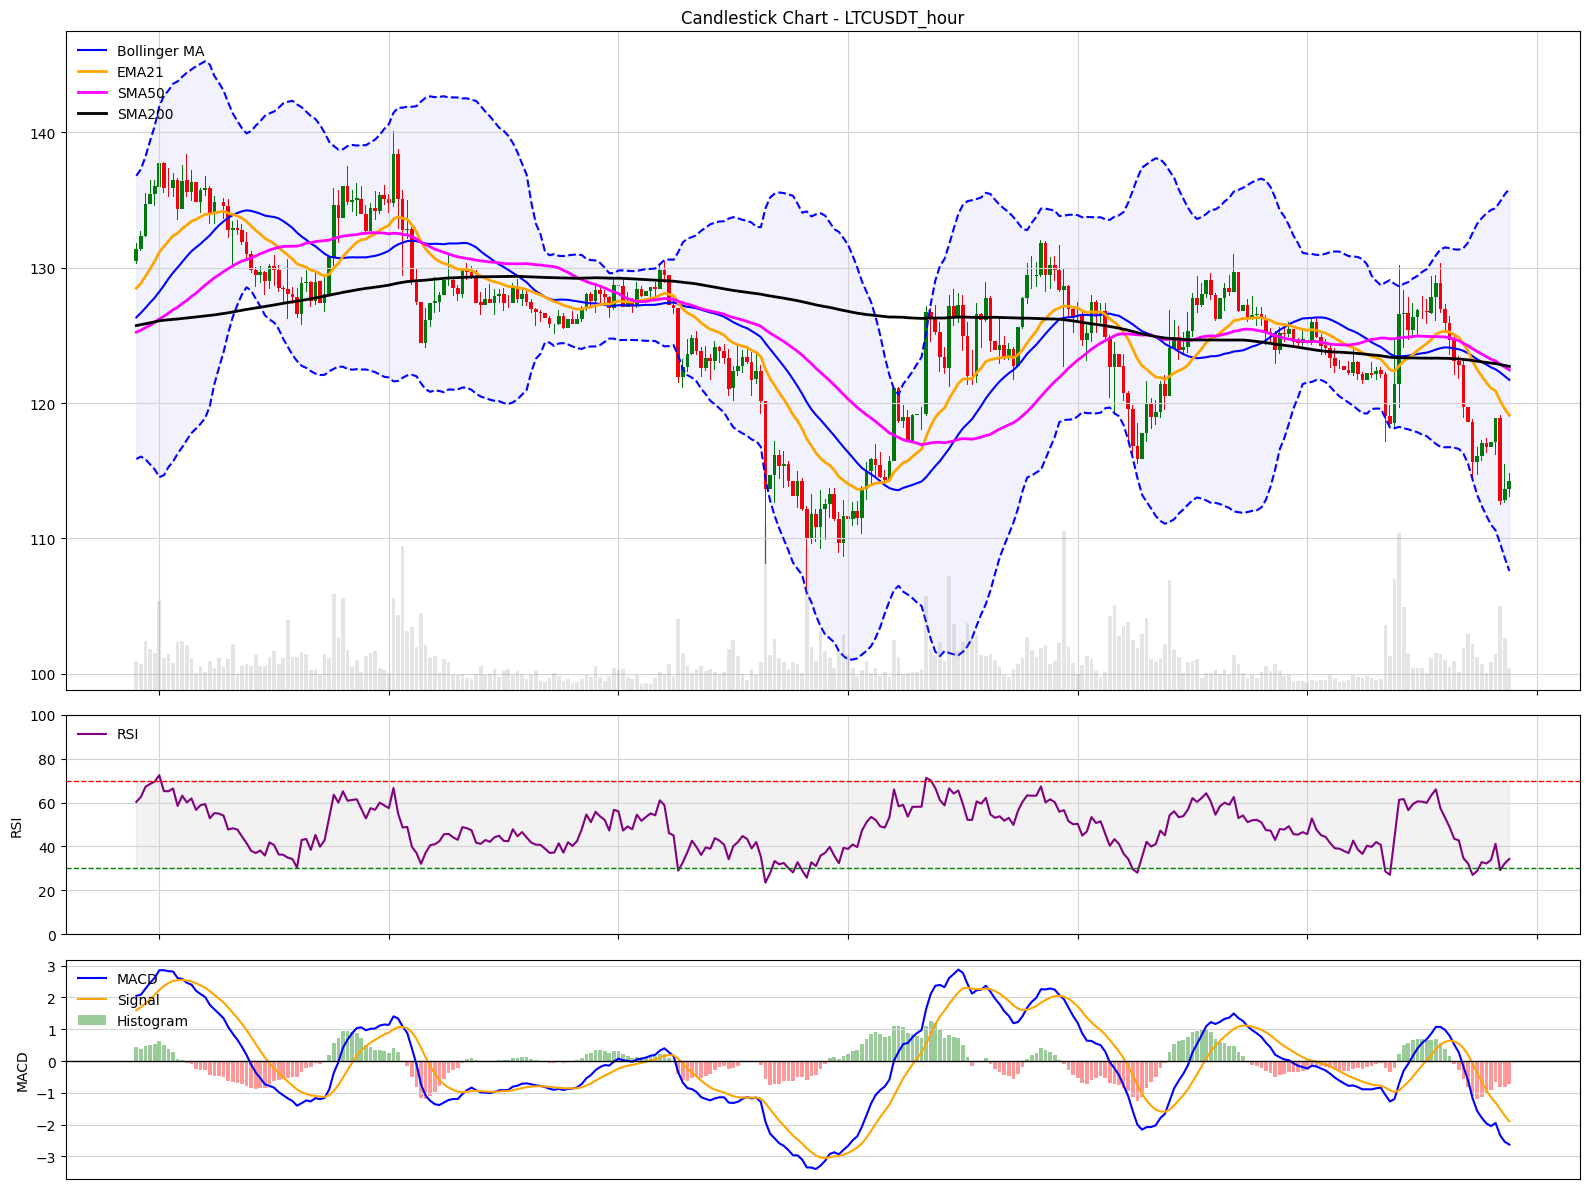 Candlestick Chart - LTCUSDT_hour
Bollinger MA
EMA21
SMA50
SMA200
140
130
120
110
100
100
80
60
40
20
0
RSI
RSI
3
2
1
0
−1
−2
−3
MACD
MACD
Signal
Histogram